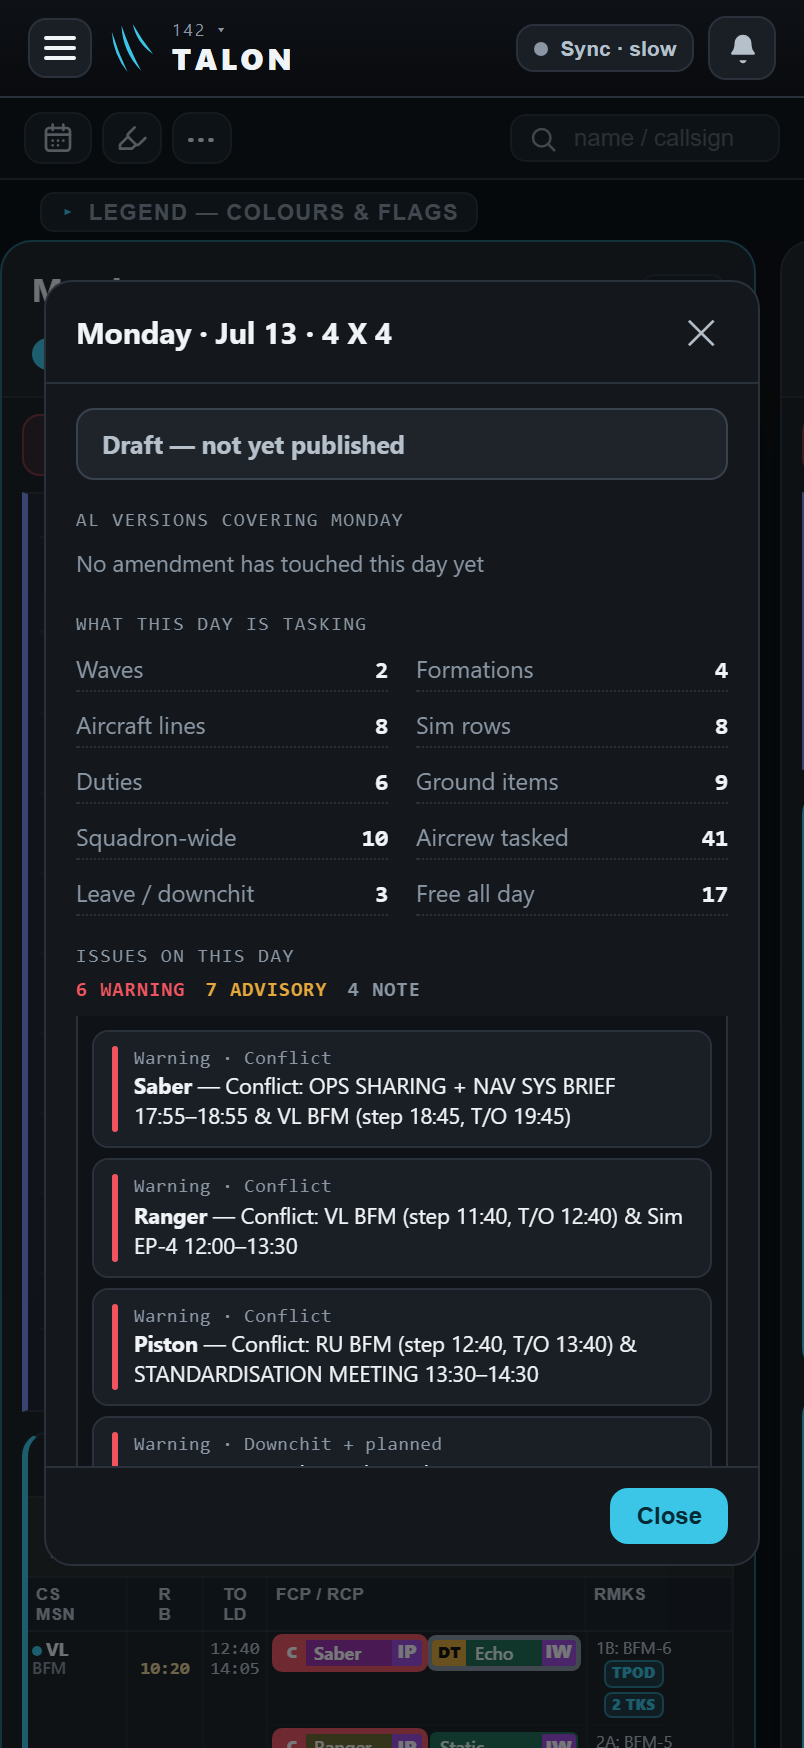 142 ▾
TALON
Sync · slow
name / callsign
▸ LEGEND — COLOURS & FLAGS
Monday · Jul 13 · 4 X 4
Draft — not yet published
AL VERSIONS COVERING MONDAY
No amendment has touched this day yet
WHAT THIS DAY IS TASKING
Waves 2 Formations 4
Aircraft lines 8 Sim rows 8
Duties 6 Ground items 9
Squadron-wide 10 Aircrew tasked 41
Leave / downchit 3 Free all day 17
ISSUES ON THIS DAY
6 WARNING 7 ADVISORY 4 NOTE
Warning · Conflict
Saber — Conflict: OPS SHARING + NAV SYS BRIEF
17:55–18:55 & VL BFM (step 18:45, T/O 19:45)
Warning · Conflict
Ranger — Conflict: VL BFM (step 11:40, T/O 12:40) & Sim
EP-4 12:00–13:30
Warning · Conflict
Piston — Conflict: RU BFM (step 12:40, T/O 13:40) &
STANDARDISATION MEETING 13:30–14:30
Warning · Downchit + planned
Close
CS R TO FCP / RCP RMKS
MSN B LD
VL 12:40 C Saber IP DT Echo IW 1B: BFM-6
BFM 10:20 14:05 TPOD
2 TKS
C Ranger IP Static IW 2A: BFM-5